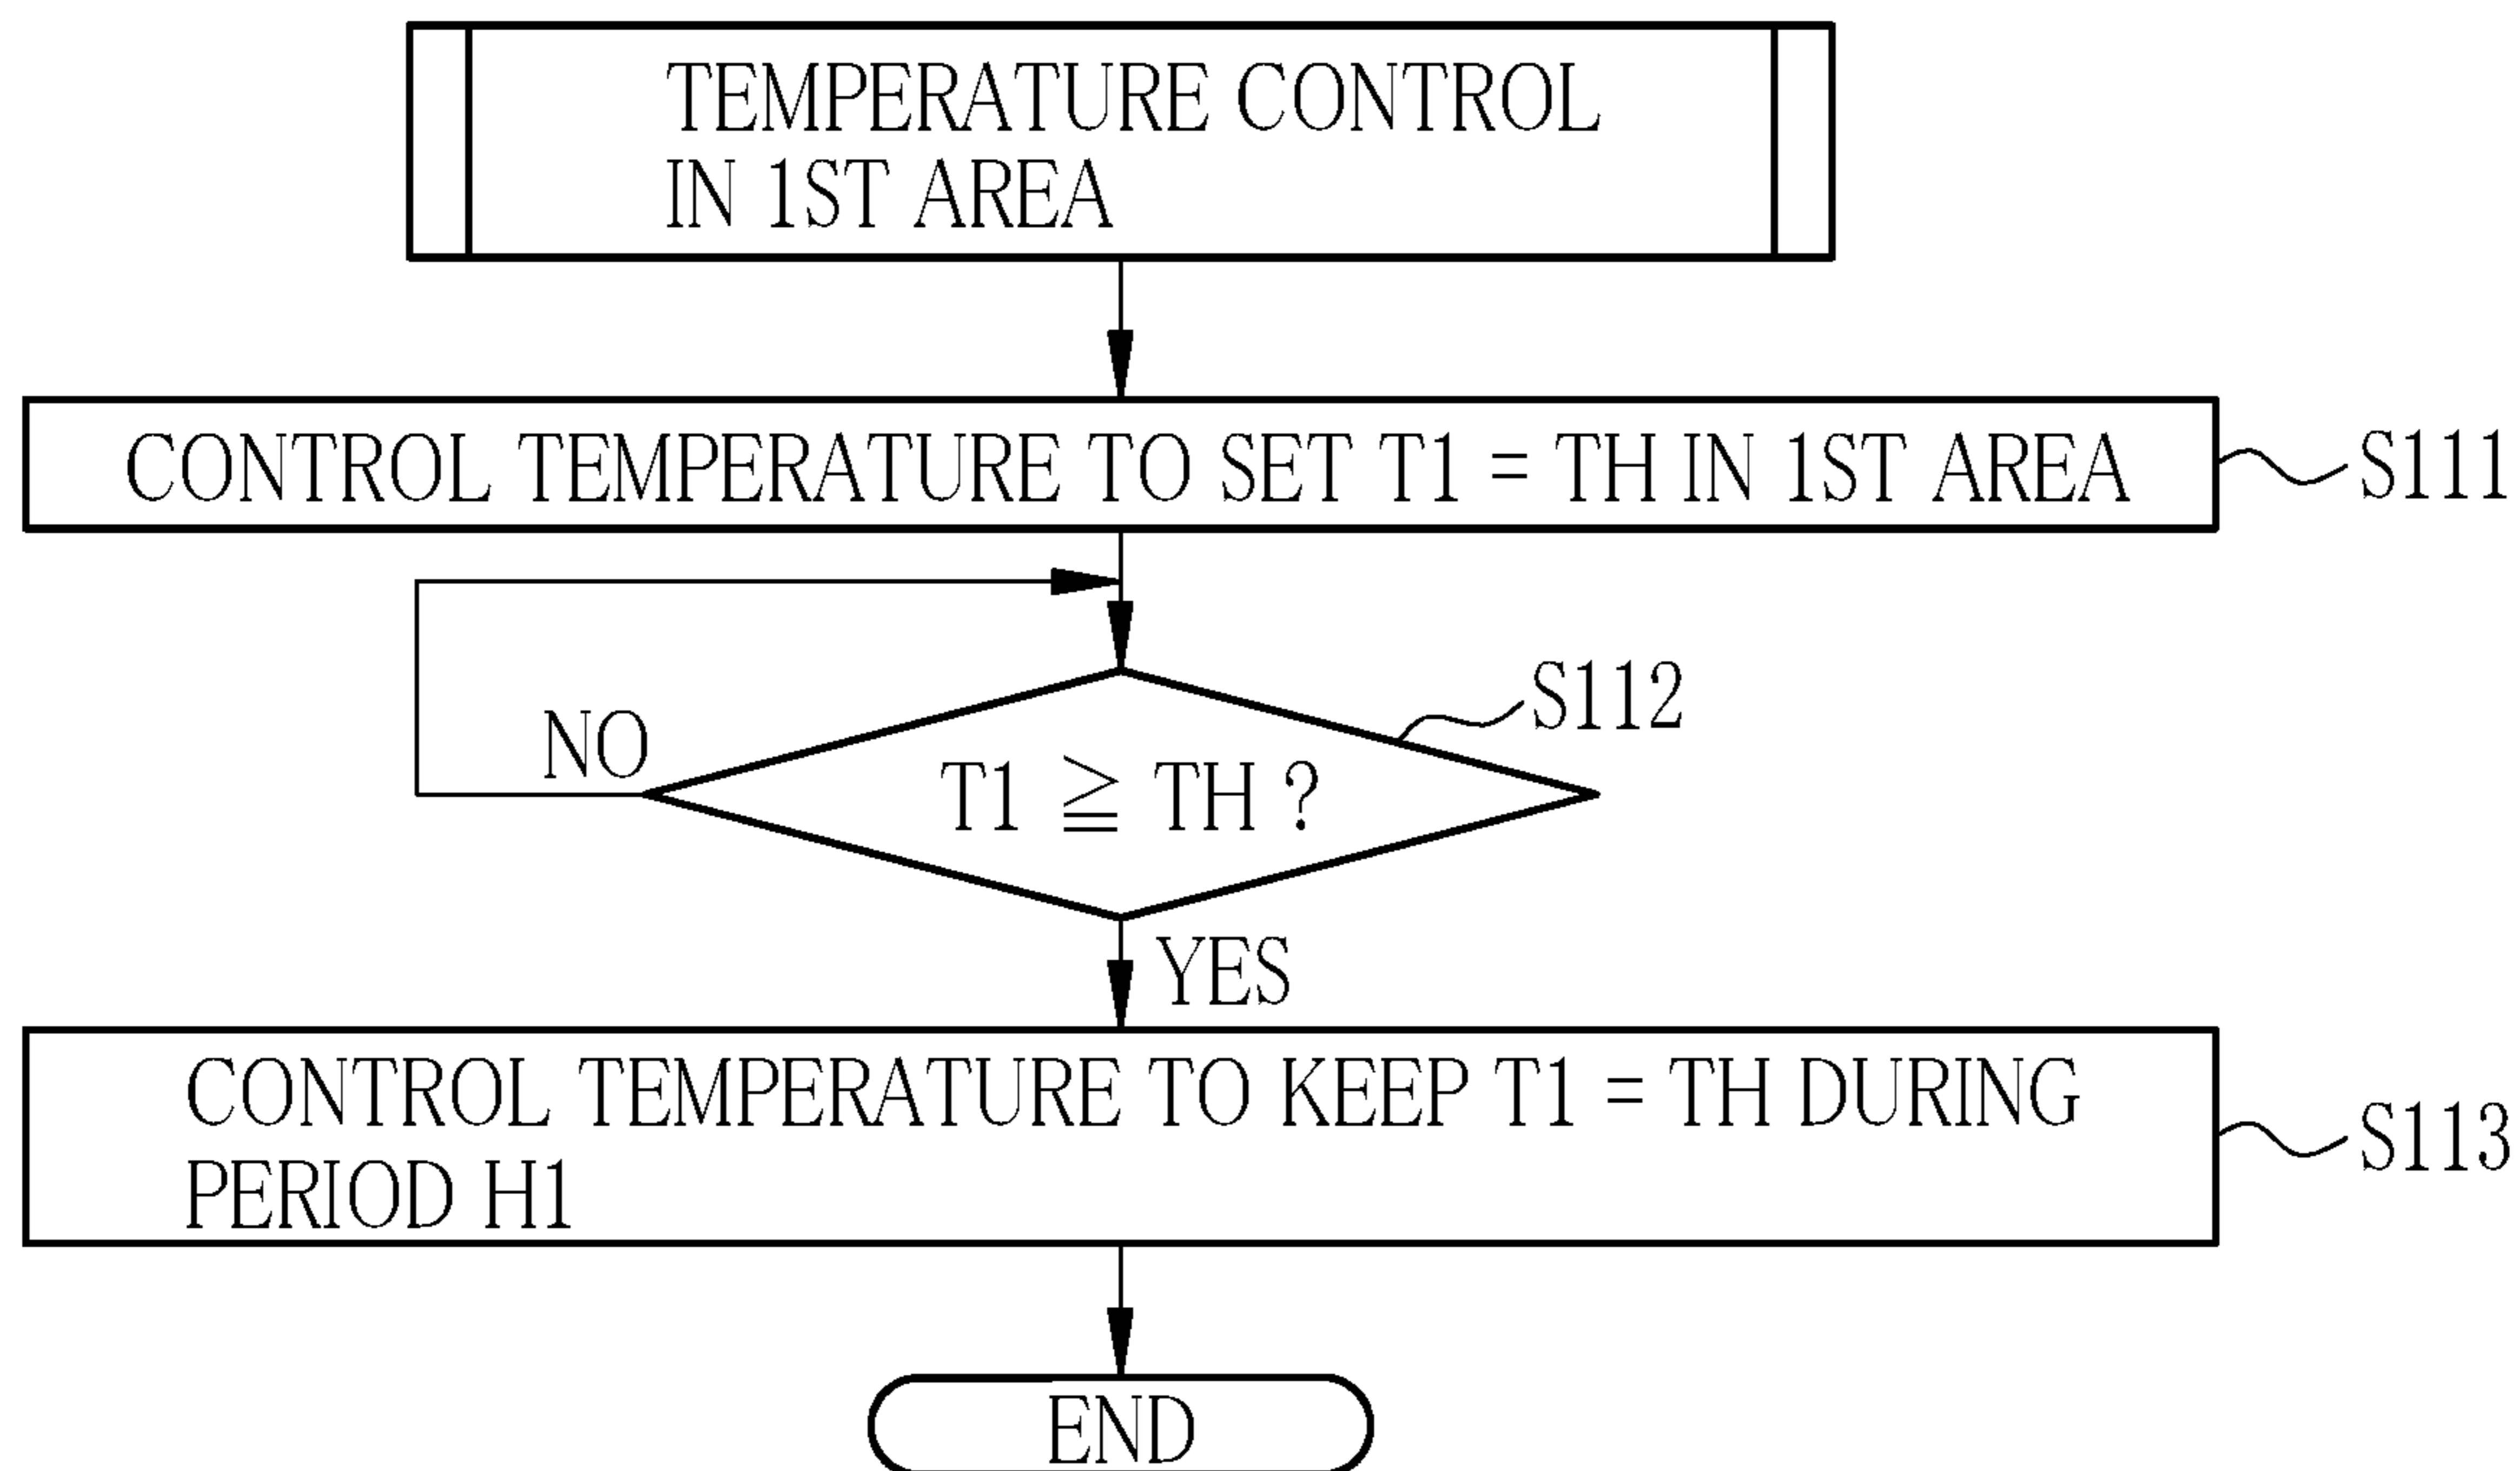 TEMPERATURE CONTROL
IN 1ST AREA
CONTROL TEMPERATURE TO SET T1 = TH IN 1ST AREA
S111
S112
NO
T1 ≧ TH ?
YES
CONTROL TEMPERATURE TO KEEP T1 = TH DURING
PERIOD H1
S113
END